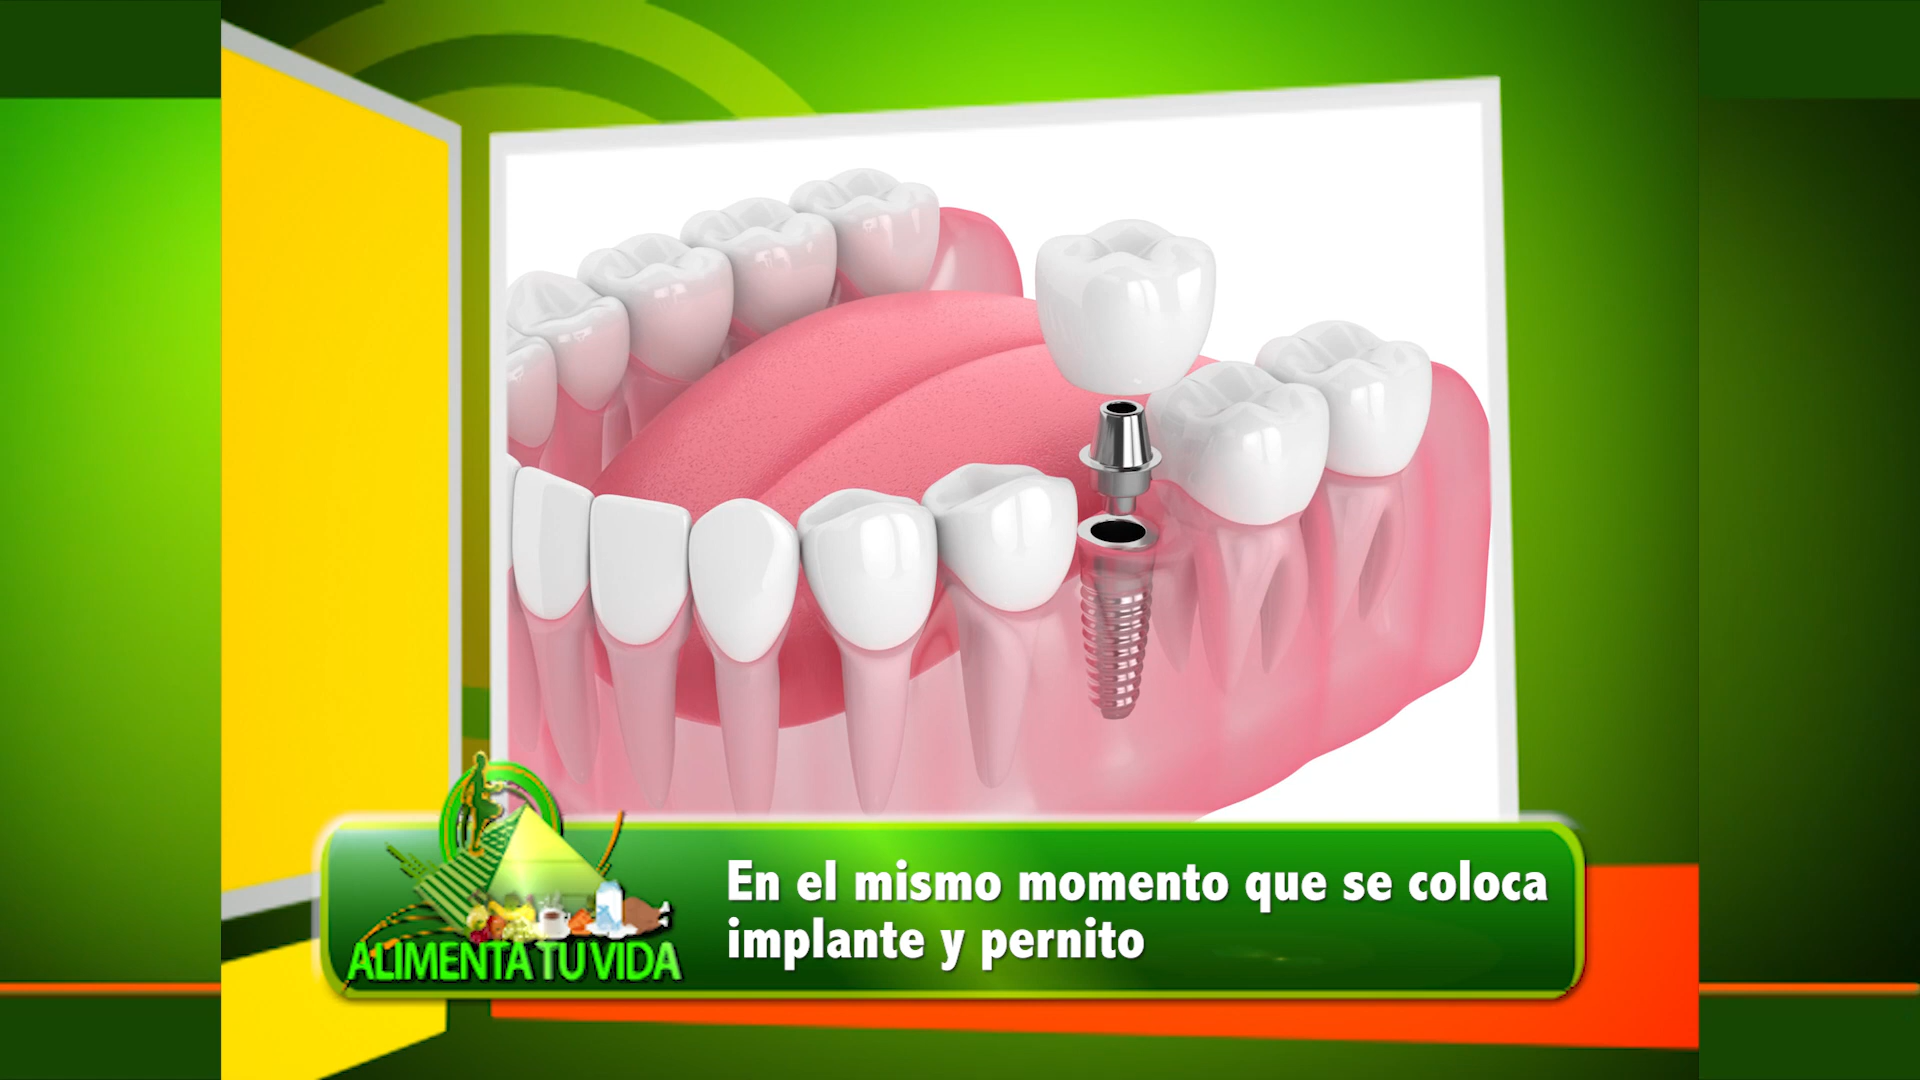 En el mismo momento que se coloca
implante y pernito
ALIMENTA TU VIDA